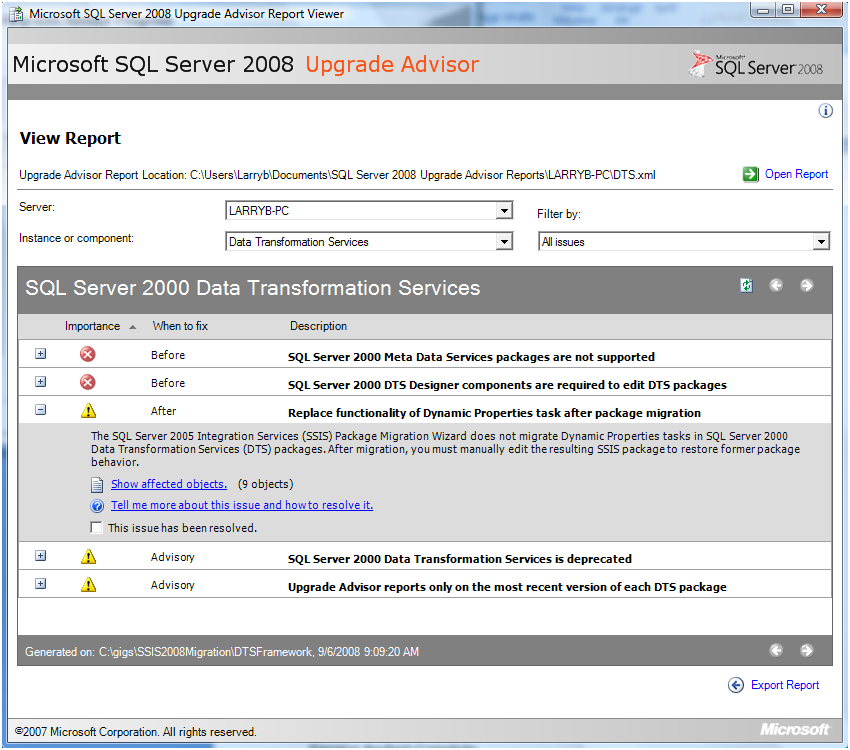 Microsoft SQL Server 2008 Upgrade Advisor Report Viewer
Microsoft SQL Server 2008 Upgrade Advisor
Microsoft
SQL Server 2008
View Report
Upgrade Advisor Report Location: C:\Users\Larryb\Documents\SQL Server 2008 Upgrade Advisor Reports\LARRYB-PC\DTS.xml
Open Report
Server:
LARRYB-PC
Filter by:
Instance or component:
Data Transformation Services
All issues
SQL Server 2000 Data Transformation Services
Importance When to fix Description
Before SQL Server 2000 Meta Data Services packages are not supported
Before SQL Server 2000 DTS Designer components are required to edit DTS packages
After Replace functionality of Dynamic Properties task after package migration
The SQL Server 2005 Integration Services (SSIS) Package Migration Wizard does not migrate Dynamic Properties tasks in SQL Server 2000
Data Transformation Services (DTS) packages. After migration, you must manually edit the resulting SSIS package to restore former package
behavior.
Show affected objects. (9 objects)
Tell me more about this issue and how to resolve it.
This issue has been resolved.
Advisory SQL Server 2000 Data Transformation Services is deprecated
Advisory Upgrade Advisor reports only on the most recent version of each DTS package
Generated on: C:\gigs\SSIS2008Migration\DTSFramework, 9/6/2008 9:09:20 AM
Export Report
©2007 Microsoft Corporation. All rights reserved.
Microsoft